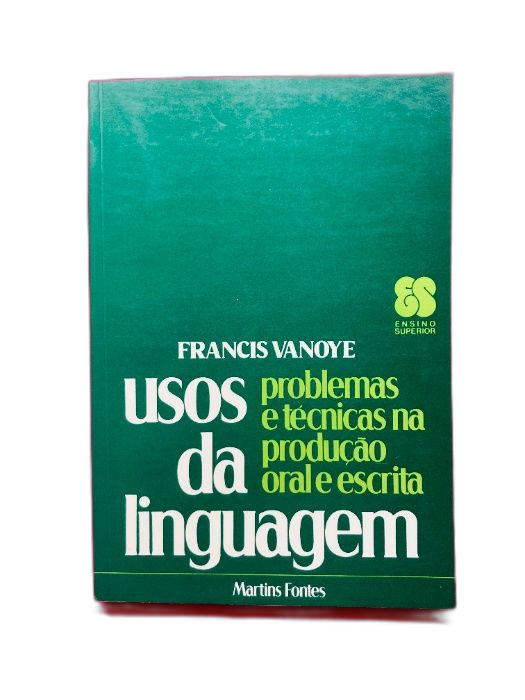 ES
ENSINO
SUPERIOR
FRANCIS VANOYE
usos
da
linguagem
problemas
e técnicas na
produção
oral e escrita
Martins Fontes